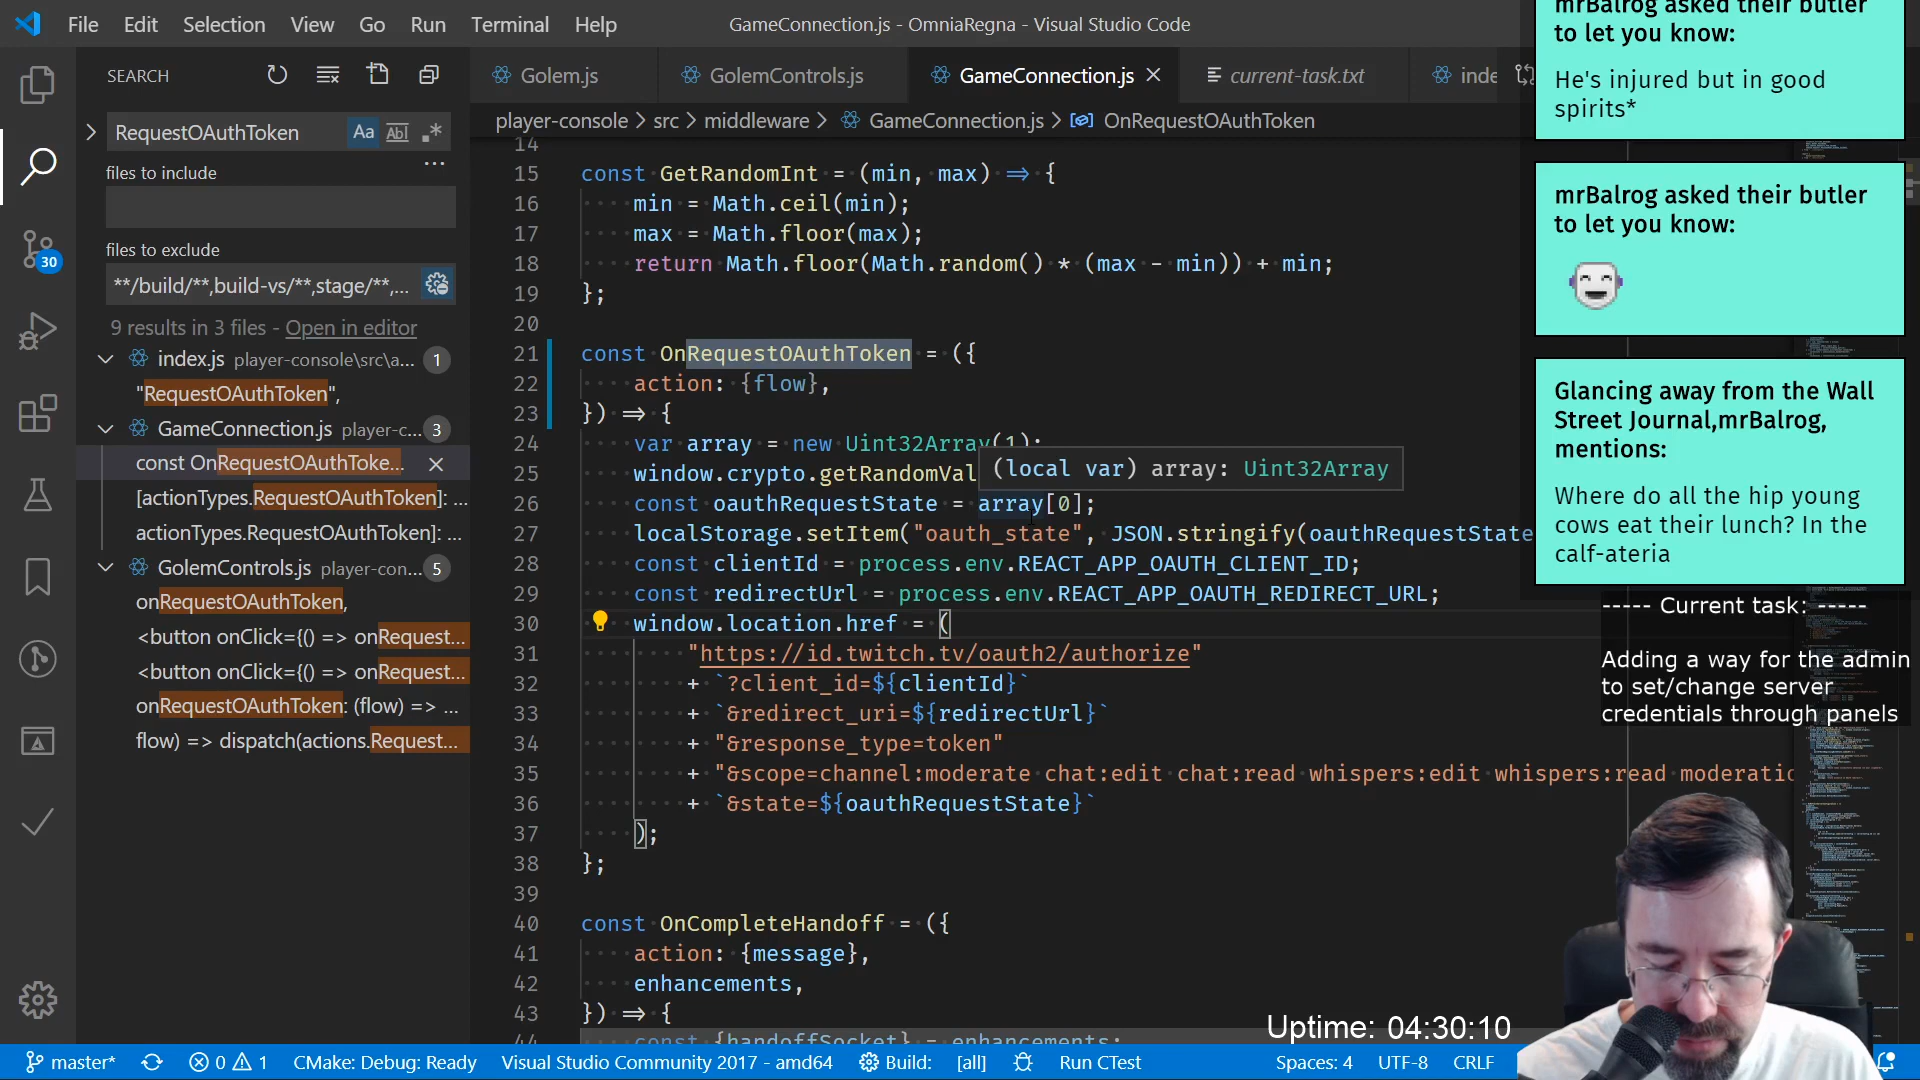 File Edit Selection View Go Run Terminal Help
GameConnection.js - OmniaRegna - Visual Studio Code
SEARCH
RequestOAuthToken
Aa Abl
files to include
files to exclude
**/build/**,build-vs/**,stage/**,...
9 results in 3 files - Open in editor
index.js player-console\src\a... 1
"RequestOAuthToken",
GameConnection.js player-c... 3
const OnRequestOAuthToke...
[actionTypes.RequestOAuthToken]: ...
actionTypes.RequestOAuthToken]: ...
GolemControls.js player-con... 5
onRequestOAuthToken,
<button onClick={() => onRequest...
<button onClick={() => onRequest...
onRequestOAuthToken: (flow) => ...
flow) => dispatch(actions.Request...
30
Golem.js GolemControls.js GameConnection.js current-task.txt inde
player-console > src > middleware > GameConnection.js > OnRequestOAuthToken
14
15 const GetRandomInt = (min, max) => {
16 min = Math.ceil(min);
17 max = Math.floor(max);
18 return Math.floor(Math.random() * (max - min)) + min;
19 };
20
21 const OnRequestOAuthToken = ({
22 action: {flow},
23 }) => {
24 var array = new Uint32Array(1);
25 window.crypto.getRandomVal
(local var) array: Uint32Array
26 const oauthRequestState = array[0];
27 localStorage.setItem("oauth_state", JSON.stringify(oauthRequestState
28 const clientId = process.env.REACT_APP_OAUTH_CLIENT_ID;
29 const redirectUrl = process.env.REACT_APP_OAUTH_REDIRECT_URL;
30 window.location.href = (
31 "https://id.twitch.tv/oauth2/authorize"
32 + `?client_id=${clientId}`
33 + `&redirect_uri=${redirectUrl}`
34 + "&response_type=token"
35 + "&scope=channel:moderate chat:edit chat:read whispers:edit whispers:read moderatio
36 + `&state=${oauthRequestState}`
37 );
38 };
39
40 const OnCompleteHandoff = ({
41 action: {message},
42 enhancements,
43 }) => {
44 const {handoffSocket} = enhancements;
mrBalrog asked their butler
to let you know:
He's injured but in good
spirits*
mrBalrog asked their butler
to let you know:
Glancing away from the Wall
Street Journal,mrBalrog,
mentions:
Where do all the hip young
cows eat their lunch? In the
calf-ateria
----- Current task: -----
Adding a way for the admin
to set/change server
credentials through panels
Uptime: 04:30:10
master* 0 1 CMake: Debug: Ready Visual Studio Community 2017 - amd64 Build: [all] Run CTest Spaces: 4 UTF-8 CRLF